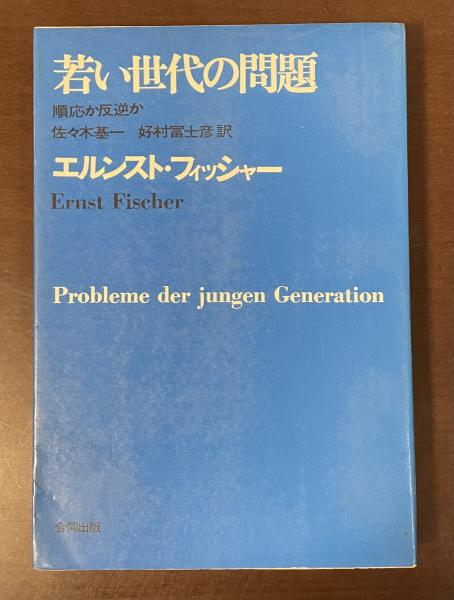 若い世代の問題
順応か反逆か
佐々木基一 好村冨士彦訳
エルンスト・フィッシャー
Ernst Fischer
Probleme der jungen Generation
合同出版